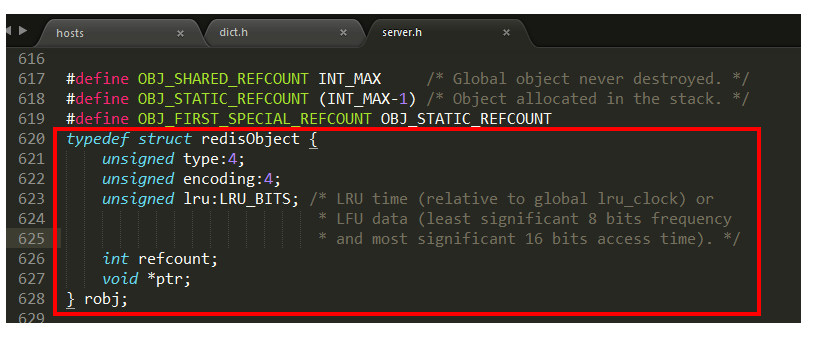 hosts × dict.h × server.h ×
616
617 #define OBJ_SHARED_REFCOUNT INT_MAX /* Global object never destroyed. */
618 #define OBJ_STATIC_REFCOUNT (INT_MAX-1) /* Object allocated in the stack. */
619 #define OBJ_FIRST_SPECIAL_REFCOUNT OBJ_STATIC_REFCOUNT
620 typedef struct redisObject {
621 unsigned type:4;
622 unsigned encoding:4;
623 unsigned lru:LRU_BITS; /* LRU time (relative to global lru_clock) or
624 * LFU data (least significant 8 bits frequency
625 * and most significant 16 bits access time). */
626 int refcount;
627 void *ptr;
628 } robj;
629